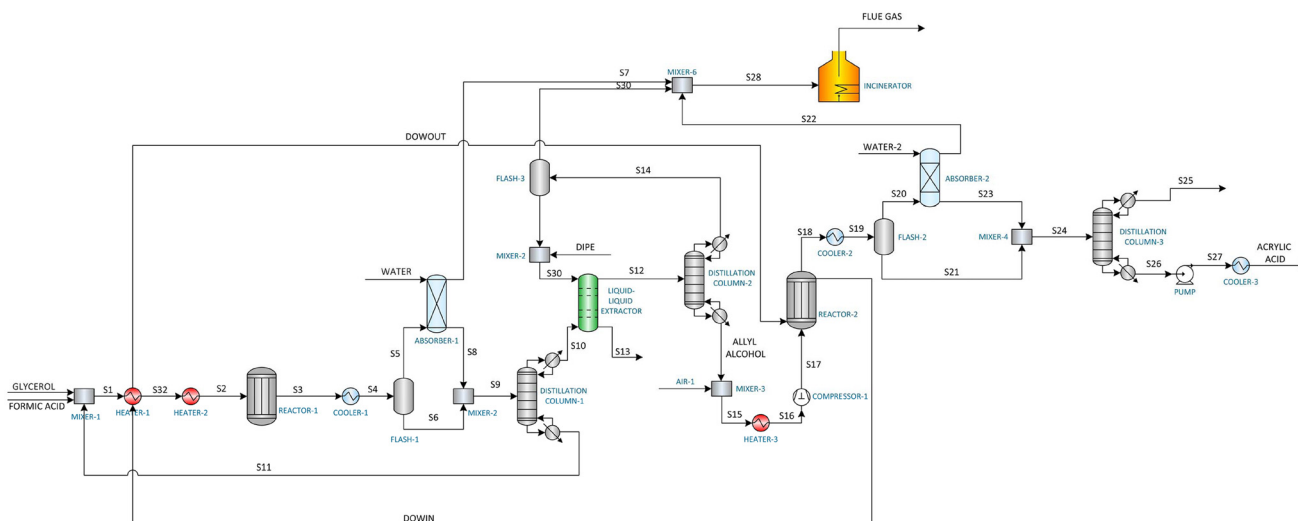 FLUE GAS
S7
MIXER-6
S30
S28
INCINERATOR
S22
DOWOUT
WATER-2
ABSORBER-2
FLASH-3
S14
S20
S23
S25
S18
S19
FLASH-2
MIXER-4
S24
DISTILLATION
COLUMN-3
ACRYLIC
ACID
MIXER-2
DIPE
COOLER-2
S21
S26
S27
PUMP
COOLER-3
WATER
S30
S12
DISTILLATION
COLUMN-2
LIQUID-
LIQUID
EXTRACTOR
REACTOR-2
ABSORBER-1
S5
S8
S10
S13
ALLYL
ALCOHOL
S17
GLYCEROL
FORMIC ACID
MIXER-1
S1
HEATER-1
S32
HEATER-2
S2
REACTOR-1
S3
COOLER-1
S4
FLASH-1
S6
S9
MIXER-2
DISTILLATION
COLUMN-1
AIR-1
MIXER-3
COMPRESSOR-1
S15
S16
HEATER-3
S11
DOWIN